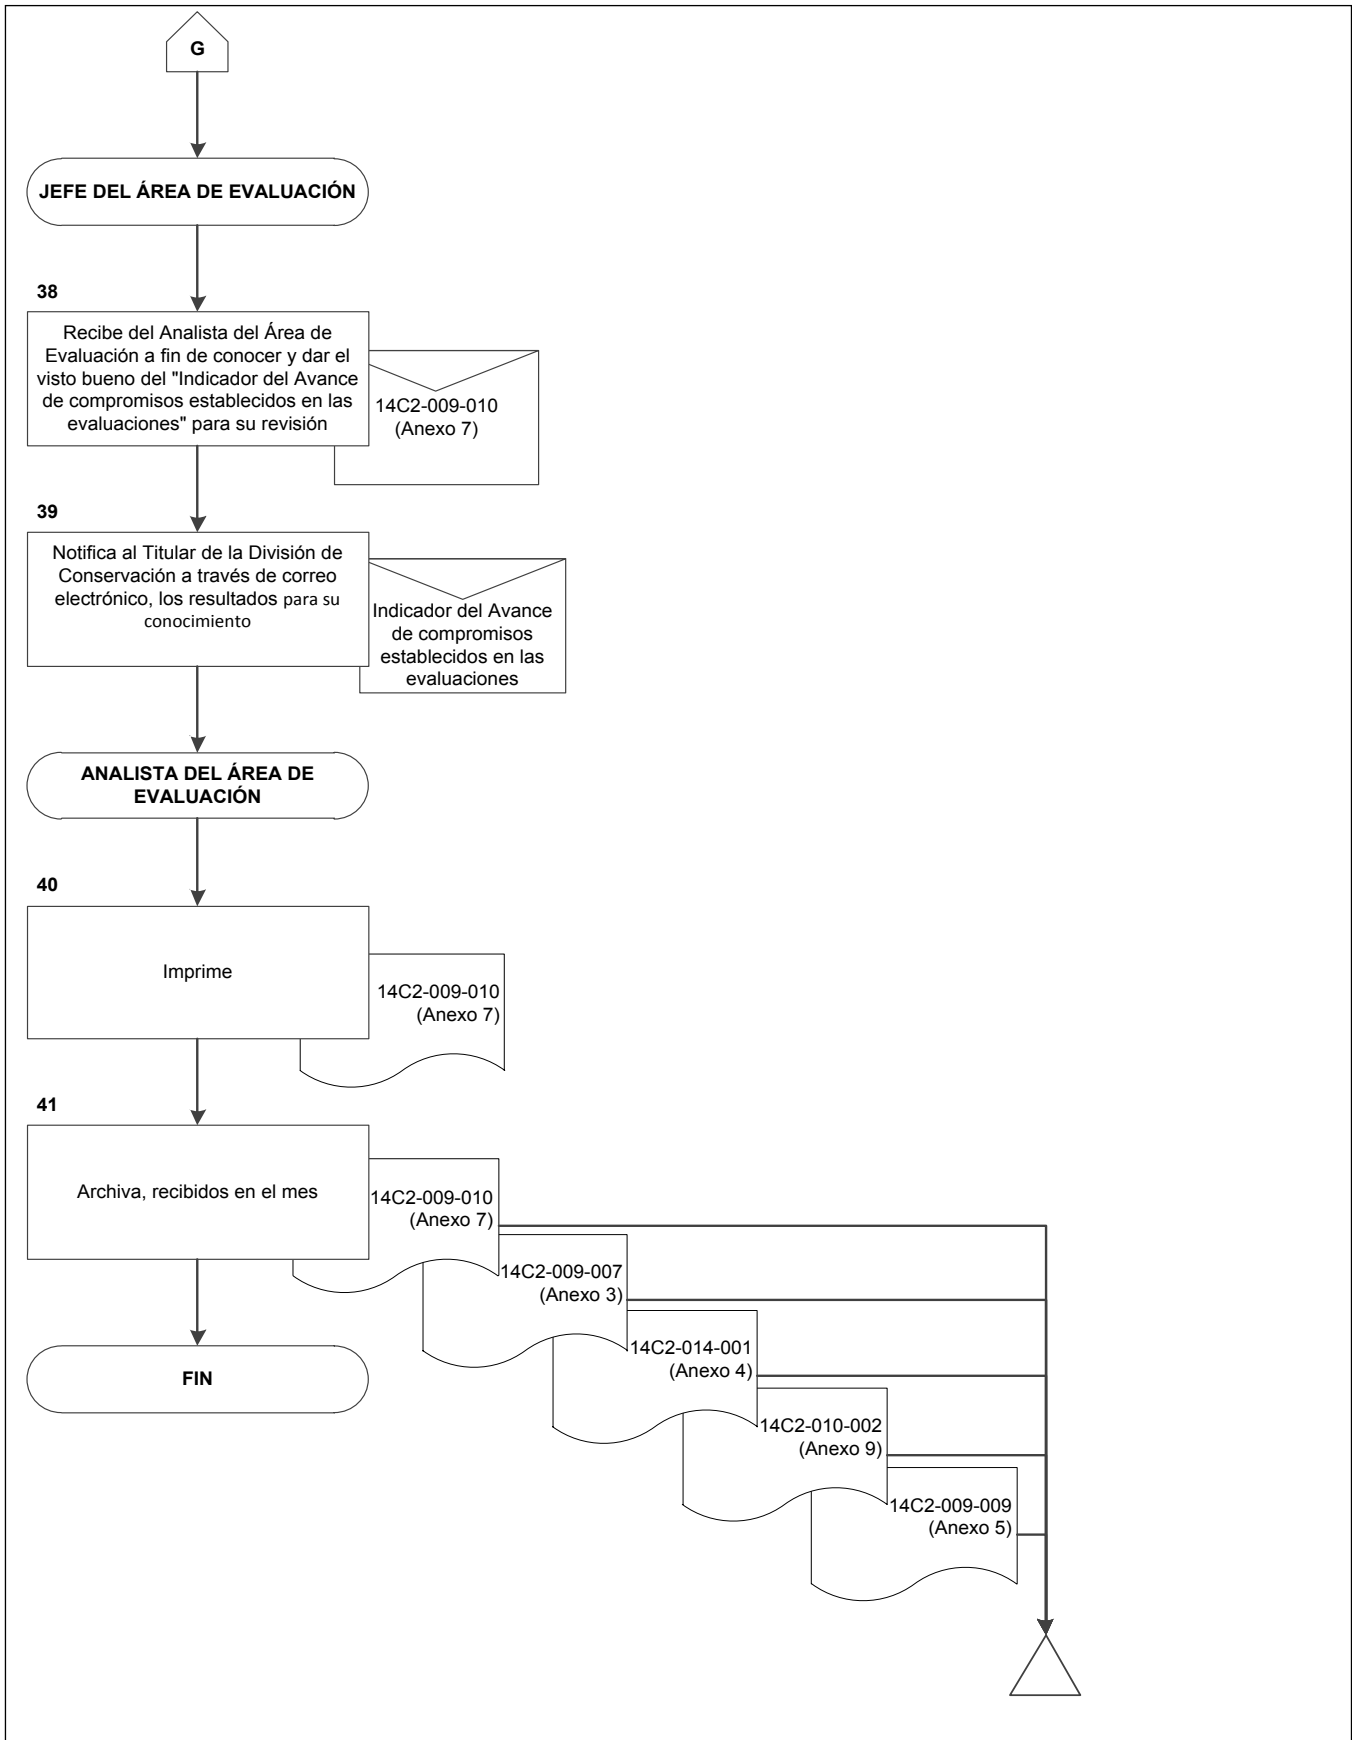 G
JEFE DEL ÁREA DE EVALUACIÓN
38
Recibe del Analista del Área de
Evaluación a fin de conocer y dar el
visto bueno del "Indicador del Avance
de compromisos establecidos en las
evaluaciones" para su revisión
14C2-009-010
(Anexo 7)
39
Notifica al Titular de la División de
Conservación a través de correo
electrónico, los resultados para su
conocimiento
Indicador del Avance
de compromisos
establecidos en las
evaluaciones
ANALISTA DEL ÁREA DE
EVALUACIÓN
40
Imprime
14C2-009-010
(Anexo 7)
41
Archiva, recibidos en el mes
14C2-009-010
(Anexo 7)
14C2-009-007
(Anexo 3)
14C2-014-001
(Anexo 4)
14C2-010-002
(Anexo 9)
14C2-009-009
(Anexo 5)
FIN